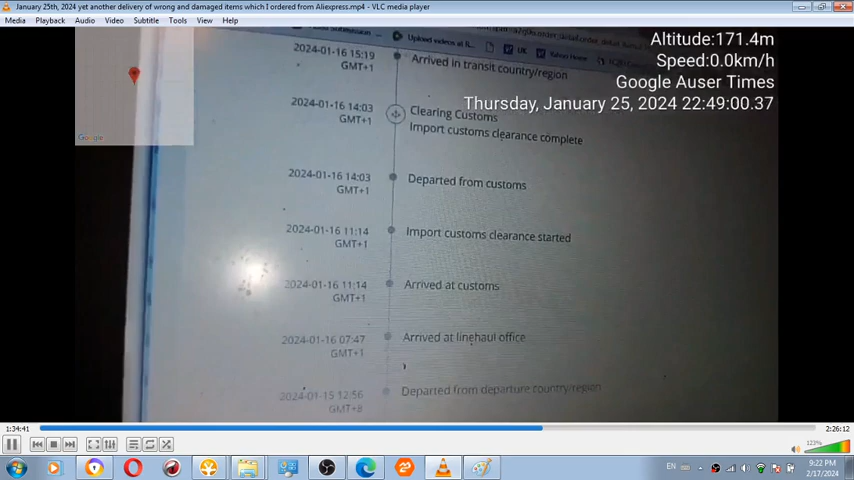 January 25th, 2024 yet another delivery of wrong and damaged items which I ordered from Aliexpress.mp4 - VLC media player
Media Playback Audio Video Subtitle Tools View Help
Upload videos at
UK
Yahoo Home
Altitude:171.4m
Speed:0.0km/h
Google Auser Times
Thursday, January 25, 2024 22:49:00.37
Google
2024-01-16 15:19
GMT+1
Arrived in transit country/region
2024-01-16 14:03
GMT+1
Clearing Customs
Import customs clearance complete
2024-01-16 14:03
GMT+1
Departed from customs
2024-01-16 11:14
GMT+1
Import customs clearance started
2024-01-16 11:14
GMT+1
Arrived at customs
2024-01-16 07:47
GMT+1
Arrived at linehaul office
2024-01-15 12:56
GMT+8
Departed from departure country/region
1:34:41
2:26:12
123%
EN
9:22 PM
2/17/2024